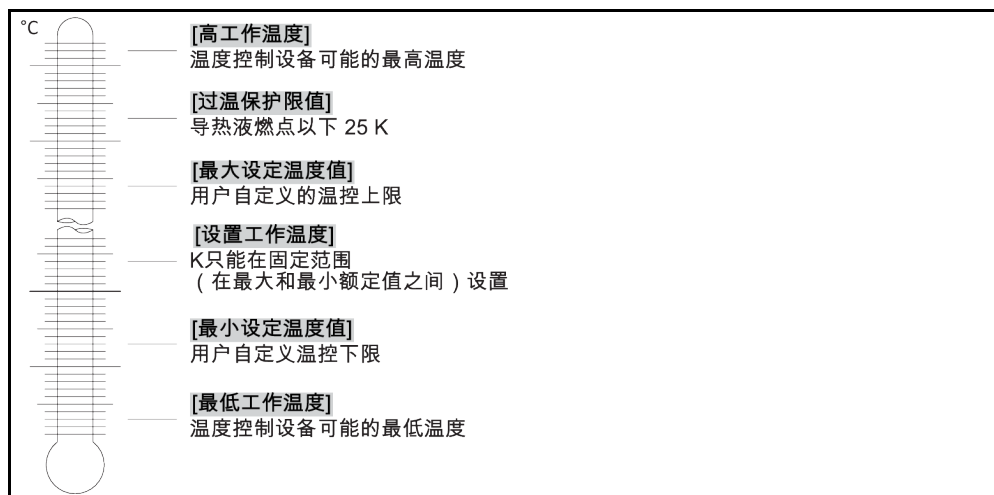 °C
[高工作温度]
温度控制设备可能的最高温度
[过温保护限值]
导热液燃点以下 25 K
[最大设定温度值]
用户自定义的温控上限
[设置工作温度]
K只能在固定范围
（在最大和最小额定值之间）设置
[最小设定温度值]
用户自定义温控下限
[最低工作温度]
温度控制设备可能的最低温度